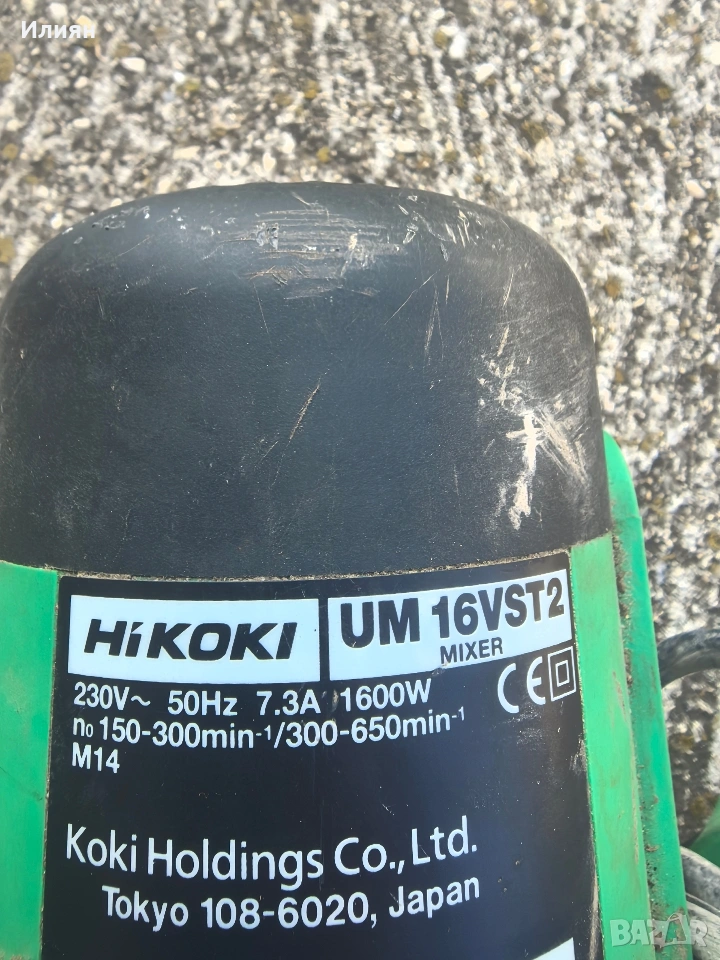 Илиян
HiKOKI
UM 16VST2
MIXER
230V~ 50Hz 7.3A 1600W
n₀ 150-300min⁻¹/300-650min⁻¹
M14
CE
Koki Holdings Co., Ltd.
Tokyo 108-6020, Japan
BAZAR